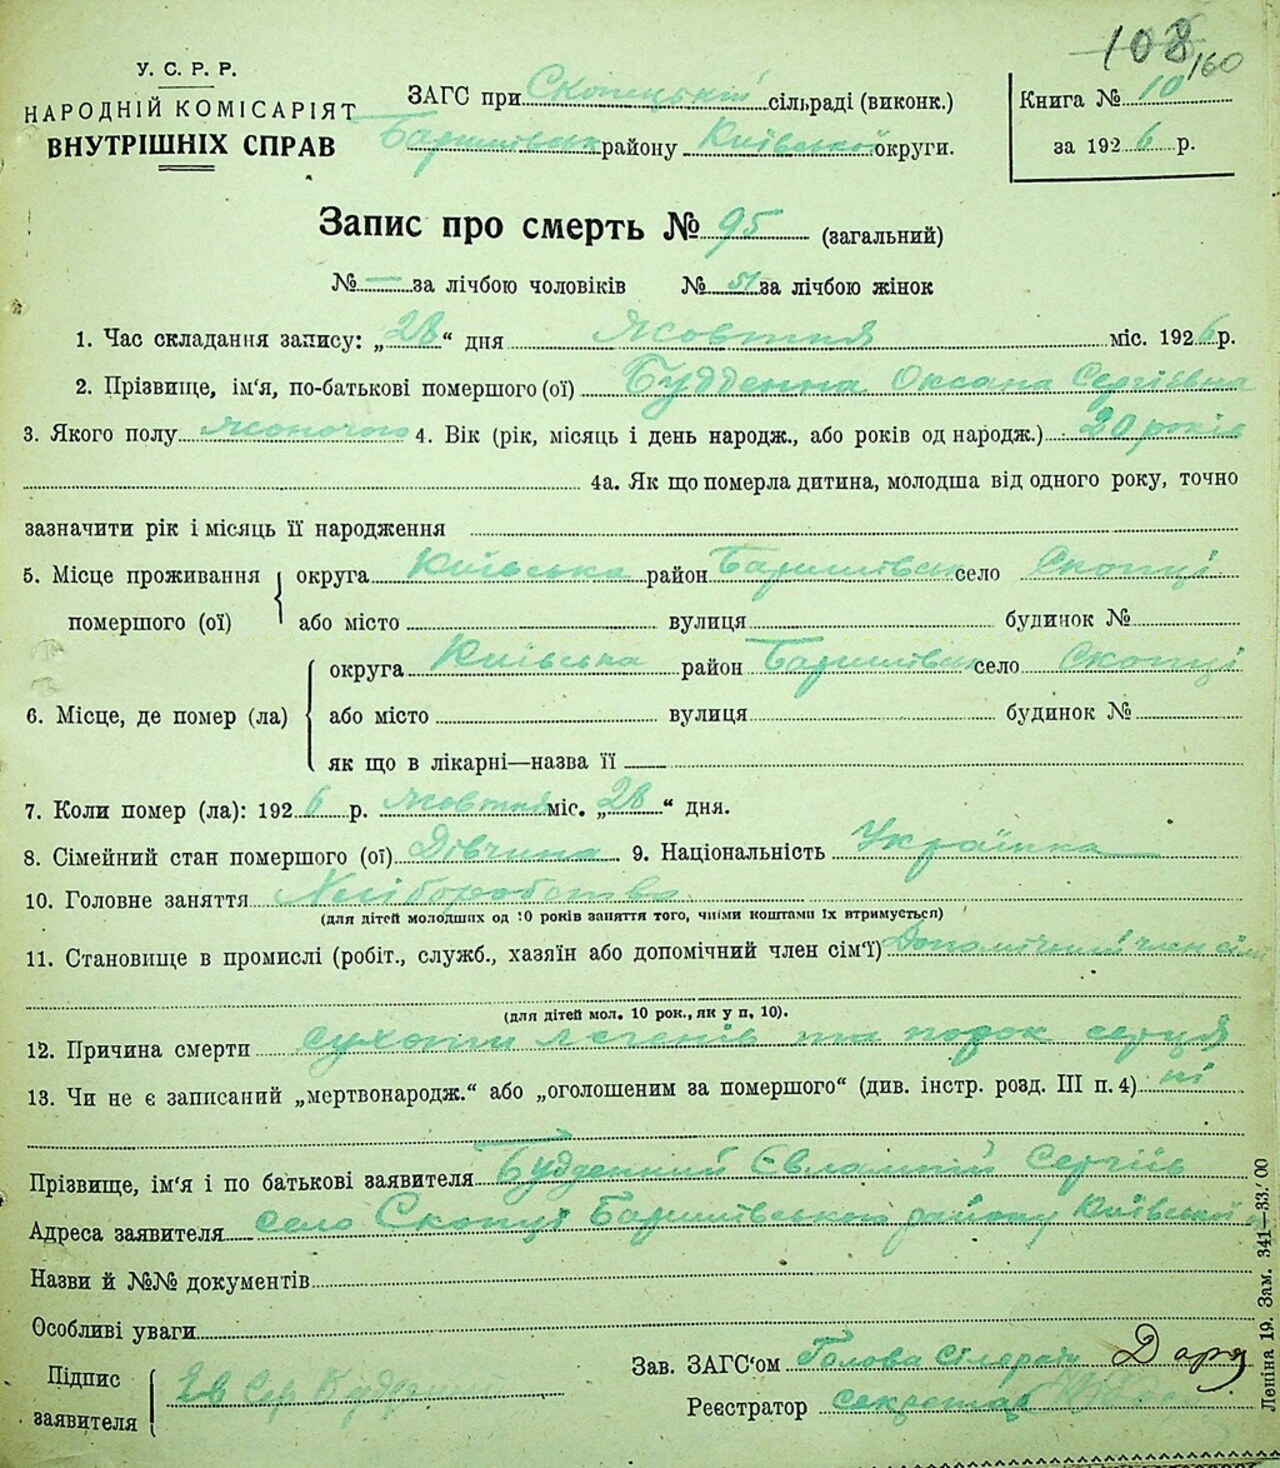 108
160
У. С. Р. Р.
НАРОДНІЙ КОМІСАРІЯТ
ВНУТРІШНІХ СПРАВ
ЗАГС при Скопецькій сільраді (виконк.)
Баришівськ району Київської округи.
Книга № 10
за 1926 р.
Запис про смерть № 95 (загальний)
№ — за лічбою чоловіків № 51 за лічбою жінок
1. Час складання запису: „28“ дня жовтня міс. 1926 р.
2. Прізвище, ім'я, по-батькові помершого (ої) Будденна Оксана Сергіївна
3. Якого полу жоночого 4. Вік (рік, місяць і день народж., або років од народж.) 20 років
4а. Як що померла дитина, молодша від одного року, точно
зазначити рік і місяць її народження
5. Місце проживання помершого (ої) округа Київська район Баришівськ село Скопці
або місто вулиця будинок №
6. Місце, де помер (ла) округа Київська район Баришівськ село Скопці
або місто вулиця будинок №
як що в лікарні—назва її
7. Коли помер (ла): 1926 р. жовтня міс. „28“ дня.
8. Сімейний стан помершого (ої) Дівчина 9. Національність Українка
10. Головне заняття Хліборобство
(для дітей молодших од 10 років заняття того, чиїми коштами їх втримується)
11. Становище в промислі (робіт., служб., хазяїн або допомічний член сім'ї) Допомічний член сімї
(для дітей мол. 10 рок., як у п. 10).
12. Причина смерти сухоти легенів та порок серця
13. Чи не є записаний „мертвонародж.“ або „оголошеним за помершого“ (див. інстр. розд. III п. 4) ні
Прізвище, ім'я і по батькові заявителя Будденний Євлампій Сергіїв
Адреса заявителя село Скопці Баришівського району Київської
Назви й №№ документів
Особливі уваги
Підпис заявителя Ев Сер
Зав. ЗАГС'ом Голова сілради
Реєстратор секретар
Леніна 19. Зам. 341—33.